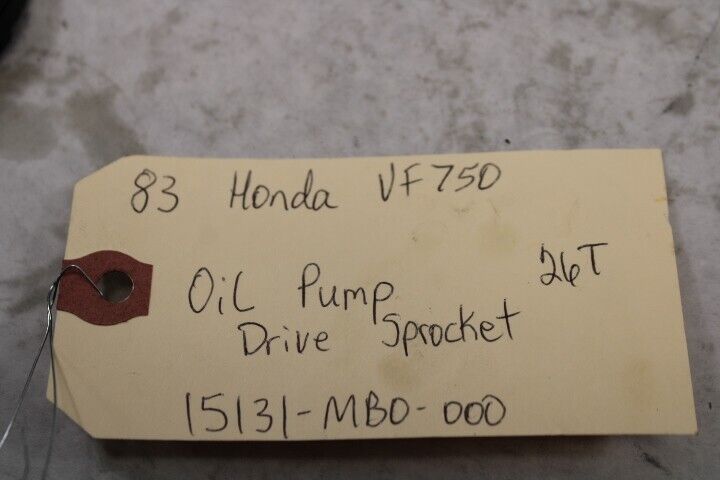 83 Honda VF750
Oil Pump 26T
Drive Sprocket
15131-MB0-000